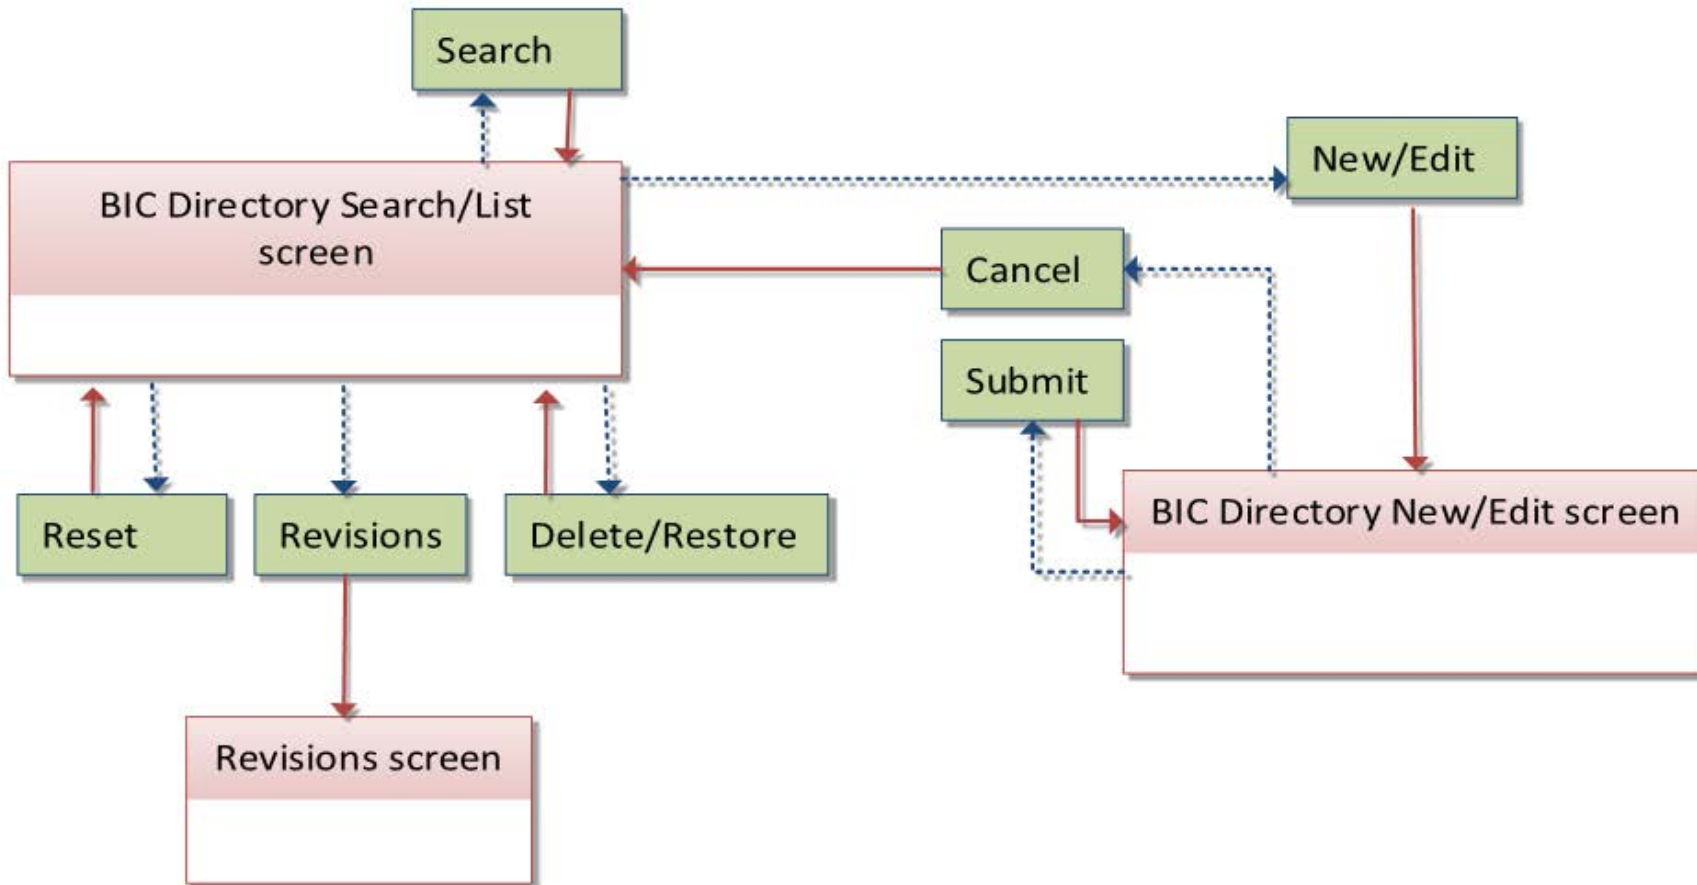 Search
New/Edit
BIC Directory Search/List
screen
Cancel
Submit
BIC Directory New/Edit screen
Reset
Revisions
Delete/Restore
Revisions screen